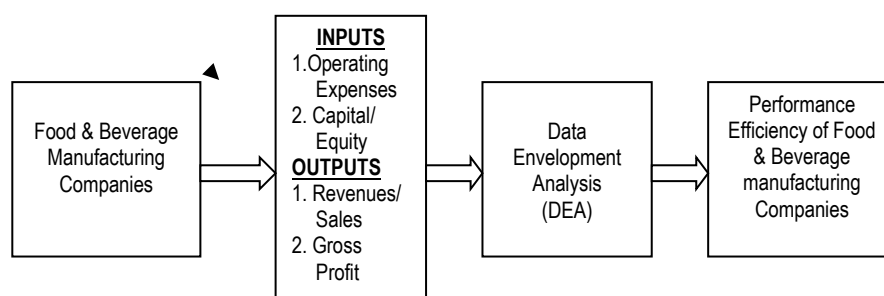 Food & Beverage
Manufacturing
Companies
INPUTS
1.Operating
Expenses
2. Capital/
Equity
OUTPUTS
1. Revenues/
Sales
2. Gross
Profit
Data
Envelopment
Analysis
(DEA)
Performance
Efficiency of Food
& Beverage
manufacturing
Companies